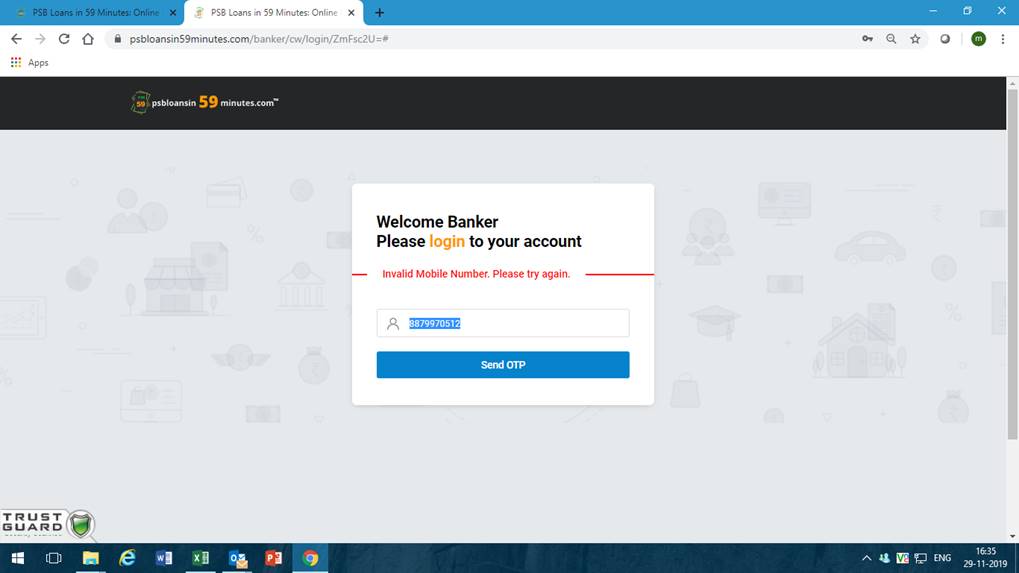 PSB Loans in 59 Minutes: Online
PSB Loans in 59 Minutes: Online
psbloansin59minutes.com/banker/cw/login/ZmFsc2U=#
m
Apps
PSB
59
psbloansin 59 minutes.com™
Welcome Banker
Please login to your account
Invalid Mobile Number. Please try again.
8879970512
Send OTP
TRUST
GUARD
ENG
16:35
29-11-2019